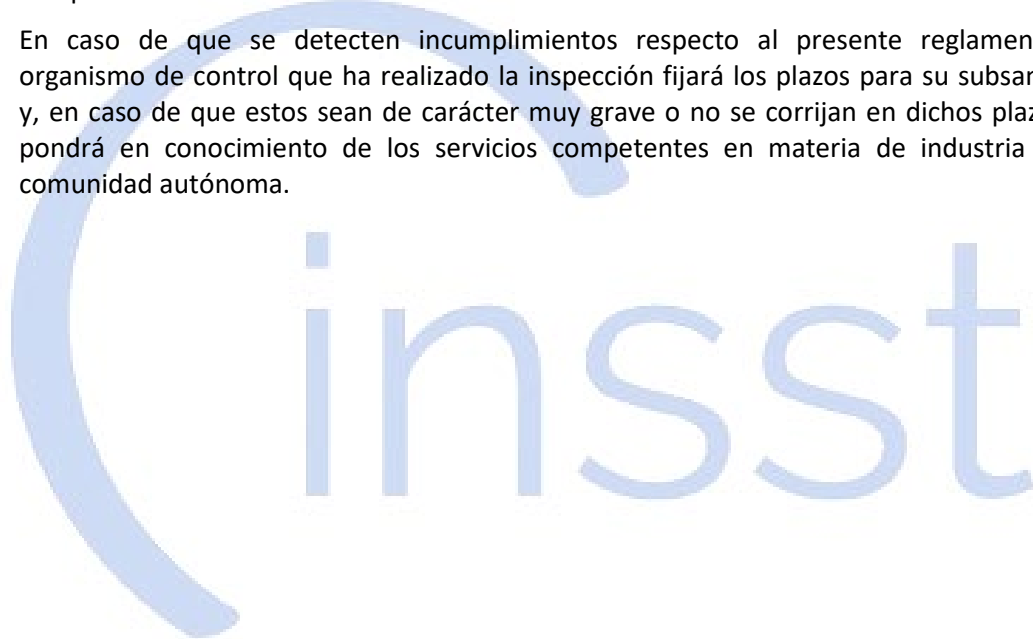 En caso de que se detecten incumplimientos respecto al presente reglamen
organismo de control que ha realizado la inspección fijará los plazos para su subsa
y, en caso de que estos sean de carácter muy grave o no se corrijan en dichos plaz
pondrá en conocimiento de los servicios competentes en materia de industria
comunidad autónoma.
insst